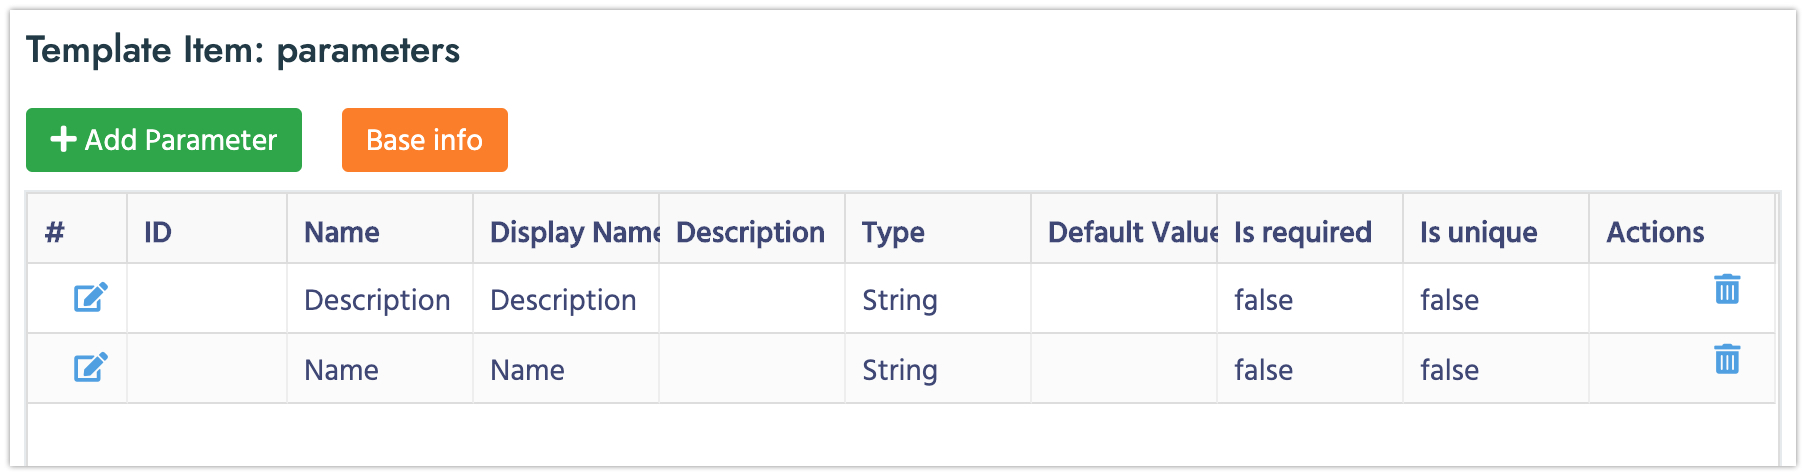 Template Item: parameters
Add Parameter Base info
# ID Name Display Name Description Type Default Value Is required Is unique Actions
Description Description String false false
Name Name String false false